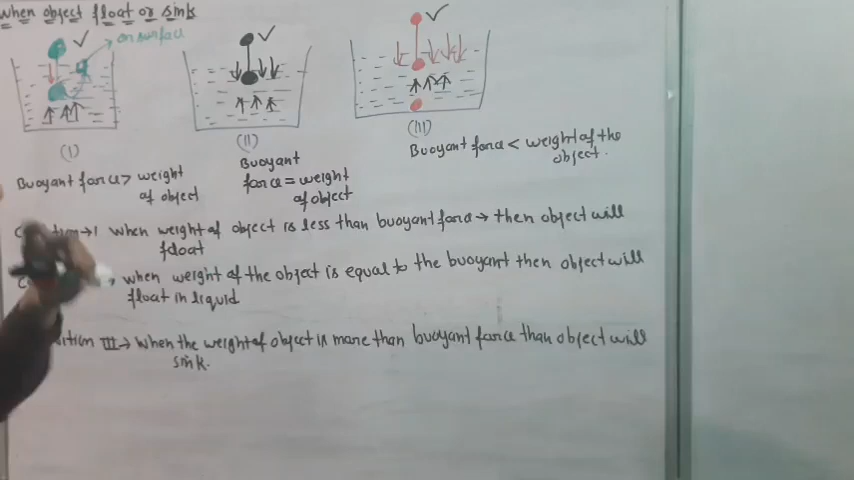 When object float or sink
on surface
(I)
(II)
(III)
Buoyant force > weight
of object
Buoyant
force = weight
of object
Buoyant force < weight of the
object.
→ I when weight of object is less than buoyant force → then object will
float
when weight of the object is equal to the buoyant then object will
float in liquid
III → When the weight of object is more than buoyant force than object will
sink.